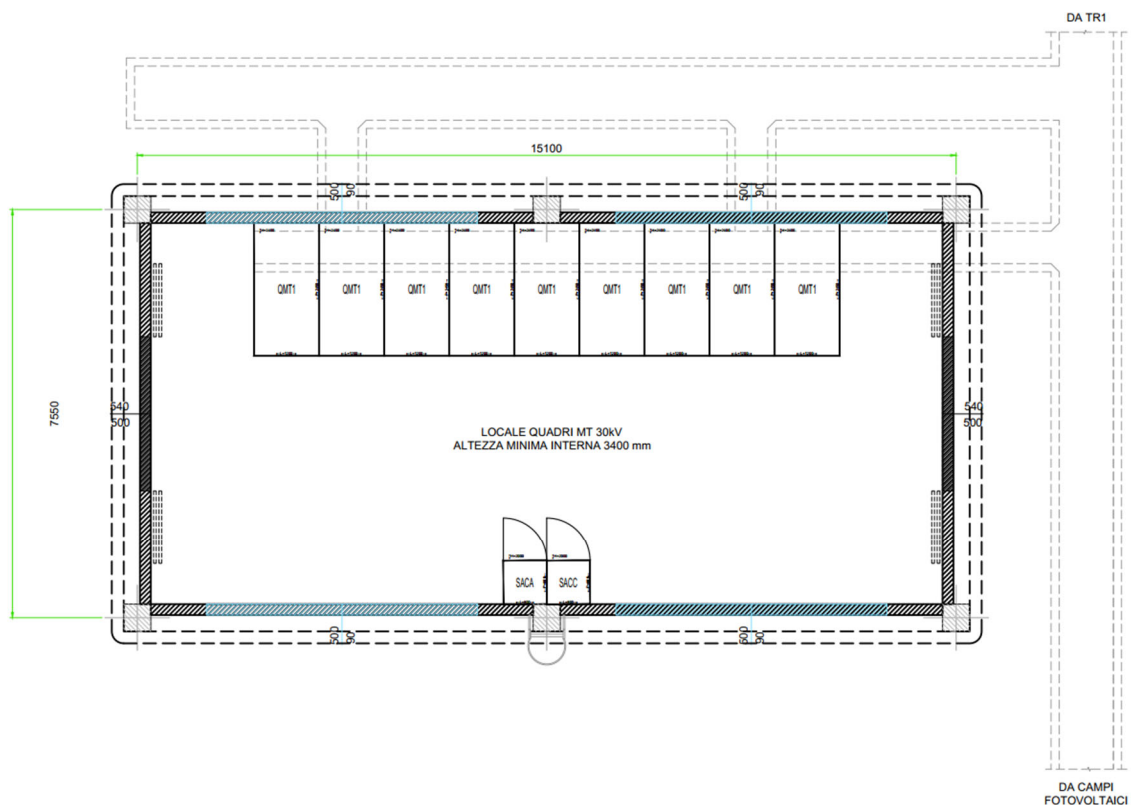 DA TR1
15100
500
90
500
90
QMT1
QMT1
QMT1
QMT1
QMT1
QMT1
QMT1
QMT1
QMT1
7550
540
500
540
500
LOCALE QUADRI MT 30kV
ALTEZZA MINIMA INTERNA 3400 mm
SACA
SACC
500
90
500
90
DA CAMPI
FOTOVOLTAICI